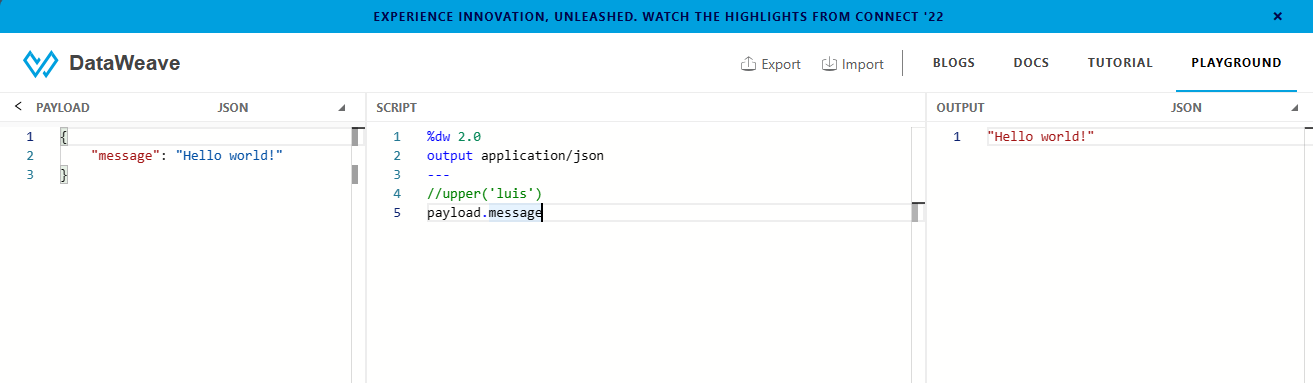 EXPERIENCE INNOVATION, UNLEASHED. WATCH THE HIGHLIGHTS FROM CONNECT '22 ×
DataWeave
Export Import BLOGS DOCS TUTORIAL PLAYGROUND
< PAYLOAD JSON
1 {
2 "message": "Hello world!"
3 }
SCRIPT
1 %dw 2.0
2 output application/json
3 ---
4 //upper('luis')
5 payload.message
OUTPUT JSON
1 "Hello world!"